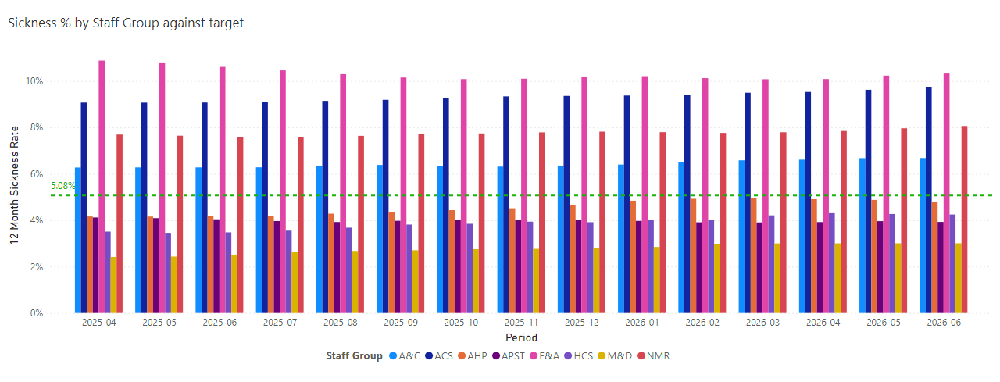 Sickness % by Staff Group against target
12 Month Sickness Rate
10%
8%
6%
5.08%
4%
2%
0%
2025-04 2025-05 2025-06 2025-07 2025-08 2025-09 2025-10 2025-11 2025-12 2026-01 2026-02 2026-03 2026-04 2026-05 2026-06
Period
Staff Group A&C ACS AHP APST E&A HCS M&D NMR